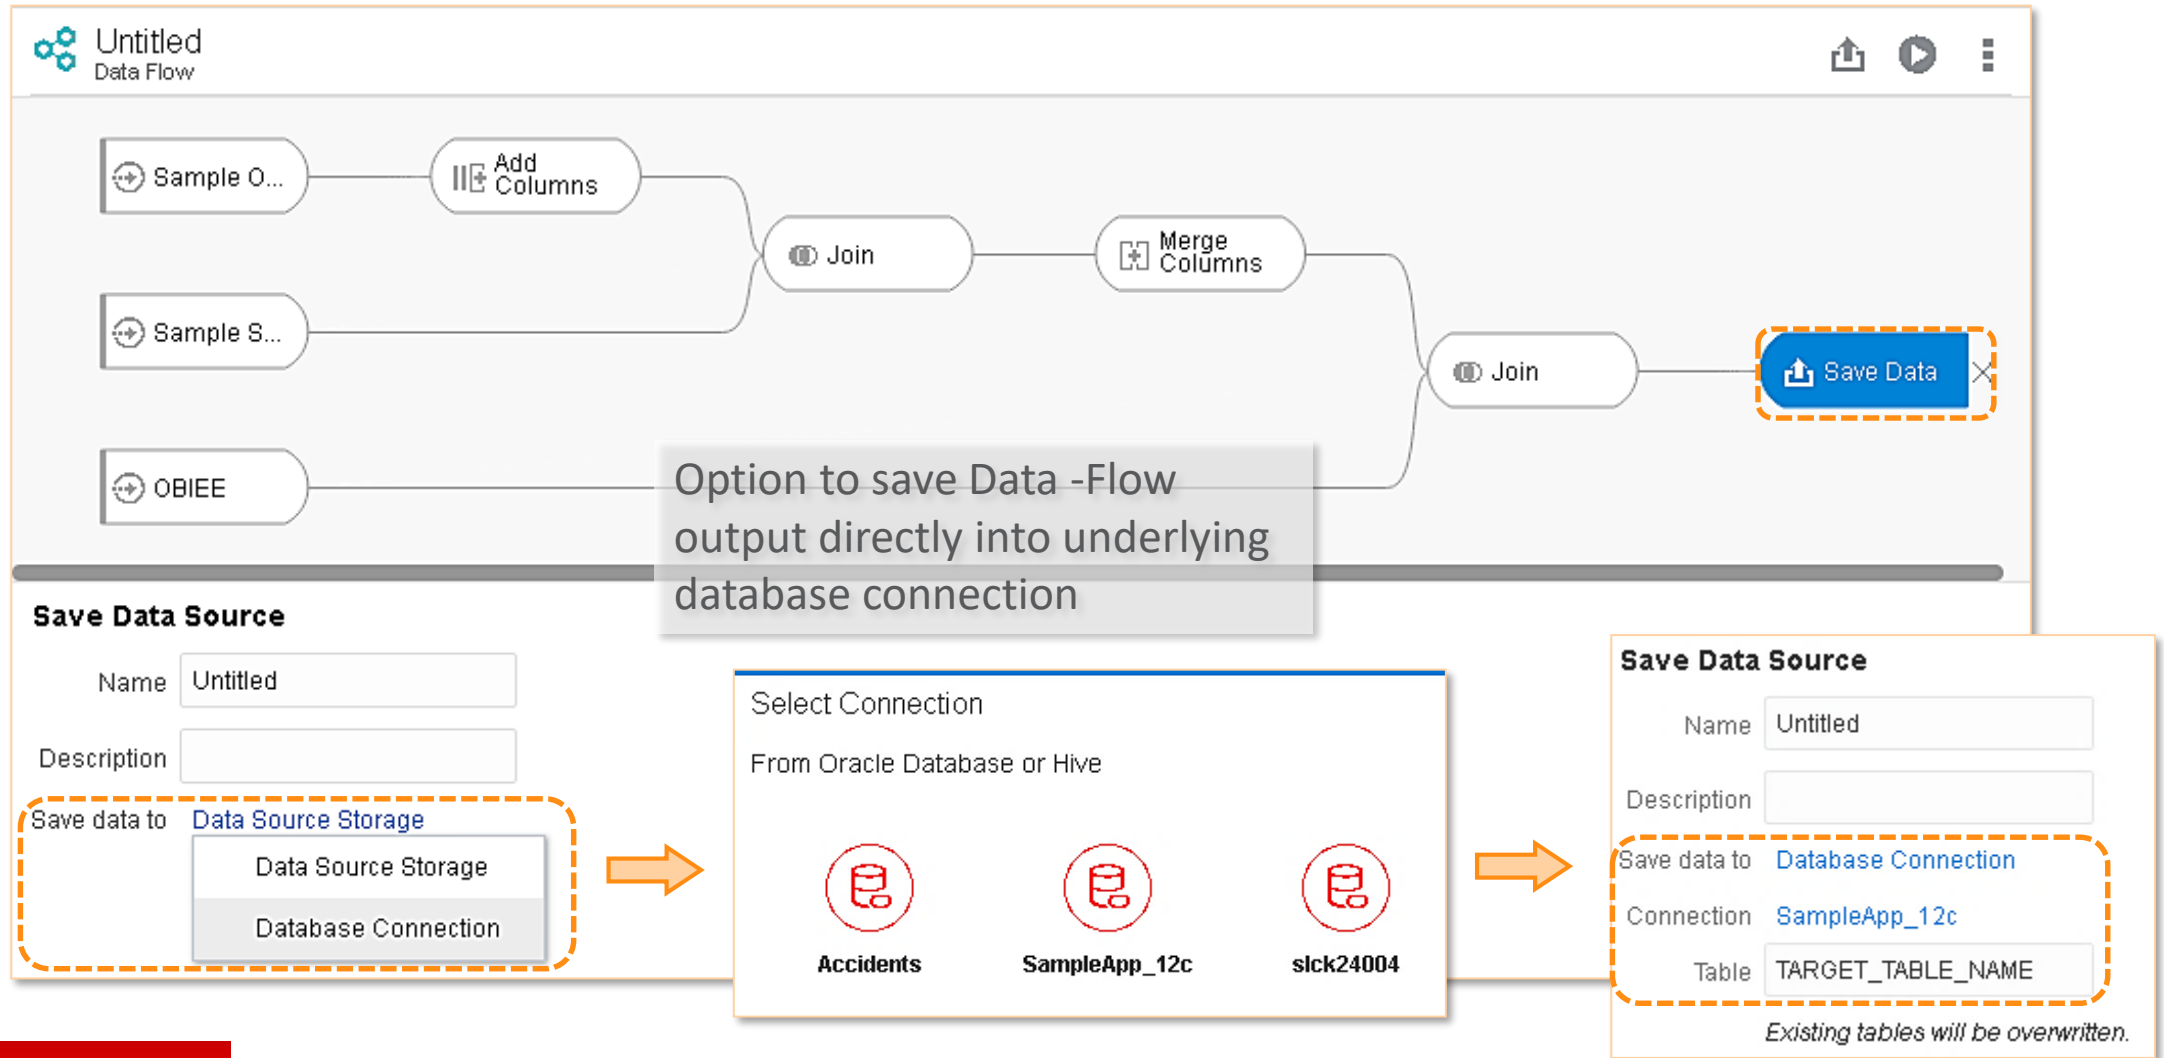 Untitled
Data Flow
Sample O...
Add
Columns
Join
Merge
Columns
Sample S...
Join
Save Data
OBIEE
Option to save Data -Flow
output directly into underlying
database connection
Save Data Source
Name Untitled
Description
Save data to Data Source Storage
Data Source Storage
Database Connection
Select Connection
From Oracle Database or Hive
Accidents SampleApp_12c slck24004
Save Data Source
Name Untitled
Description
Save data to Database Connection
Connection SampleApp_12c
Table TARGET_TABLE_NAME
Existing tables will be overwritten.